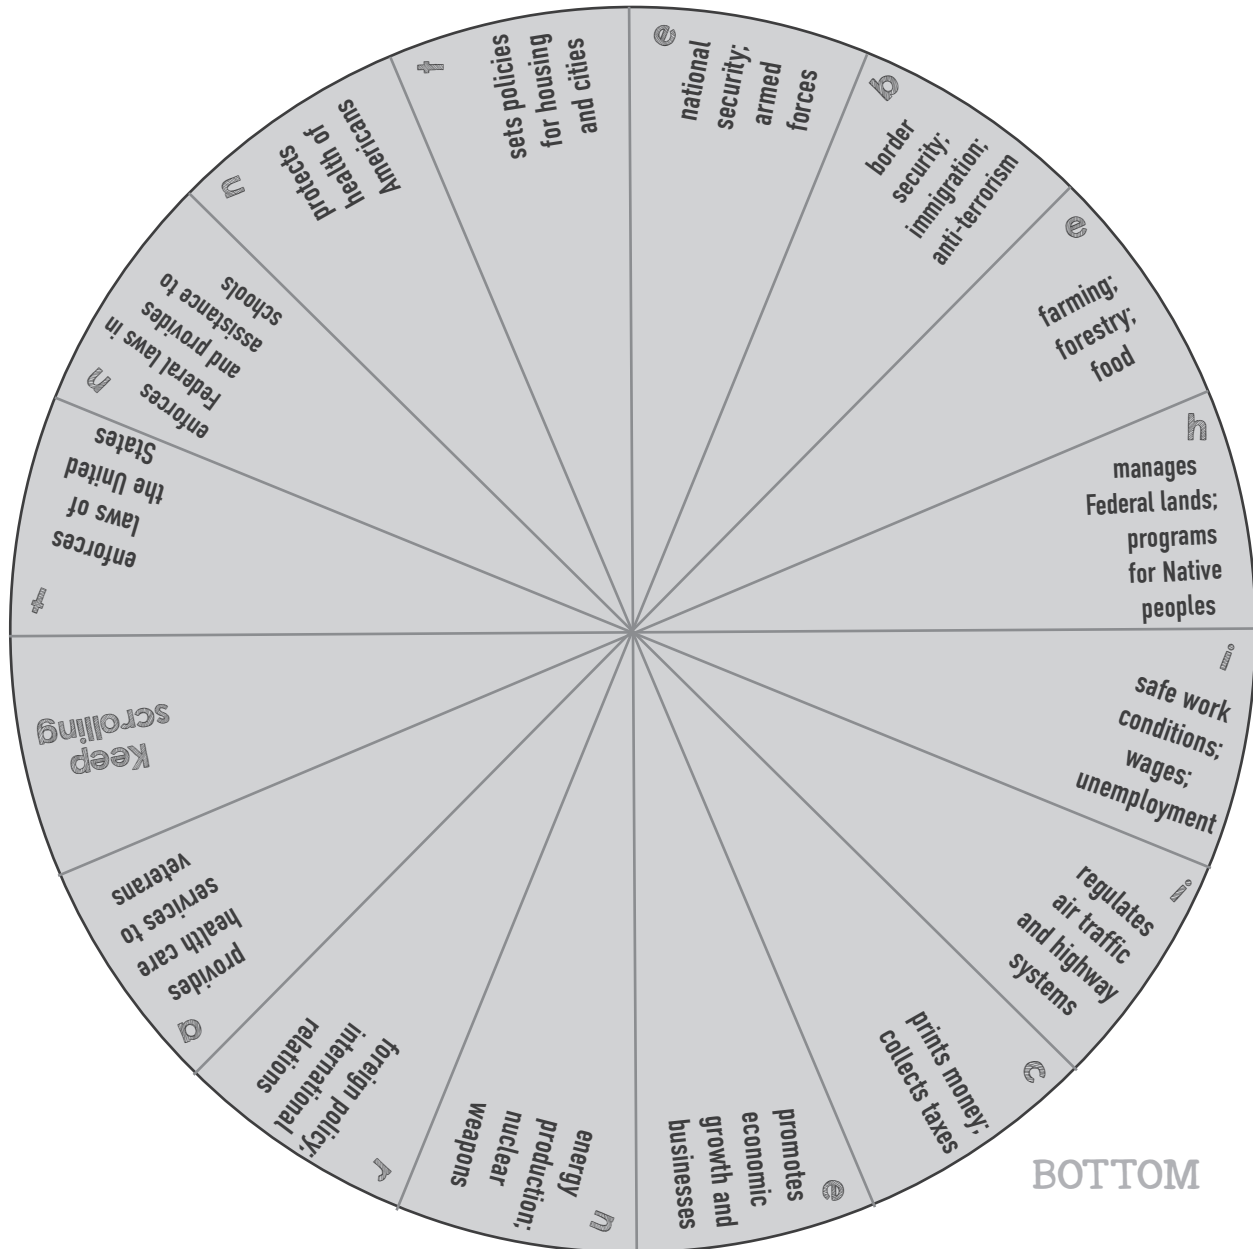 e
national
security;
armed
forces
b
border
security;
immigration;
anti-terrorism
e
farming;
forestry;
food
h
manages
Federal lands;
programs
for Native
peoples
i
safe work
conditions;
wages;
unemployment
i
regulates
air traffic
and highway
systems
c
prints money;
collects taxes
e
promotes
economic
growth and
businesses
n
energy
production;
nuclear
weapons
r
foreign policy;
international
relations
a
provides
health care
services to
veterans
Keep
scrolling
t
enforces
laws of
the United
States
n
enforces
Federal laws in
and provides
assistance to
schools
n
protects
health of
Americans
t
sets policies
for housing
and cities
BOTTOM